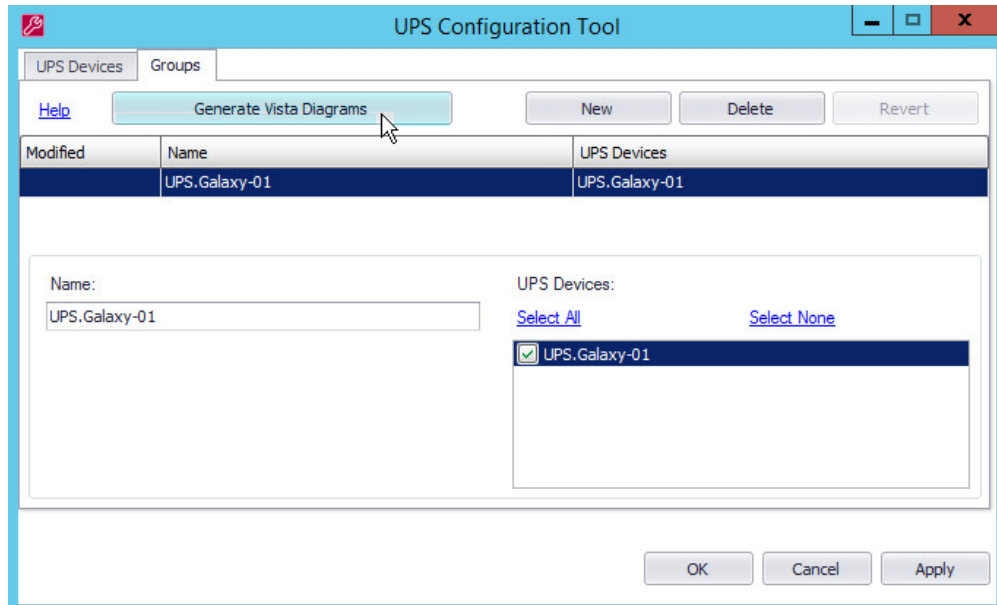 UPS Configuration Tool
UPS Devices Groups
Help Generate Vista Diagrams New Delete Revert
Modified Name UPS Devices
UPS.Galaxy-01 UPS.Galaxy-01
Name: UPS Devices:
UPS.Galaxy-01 Select All Select None
UPS.Galaxy-01
OK Cancel Apply